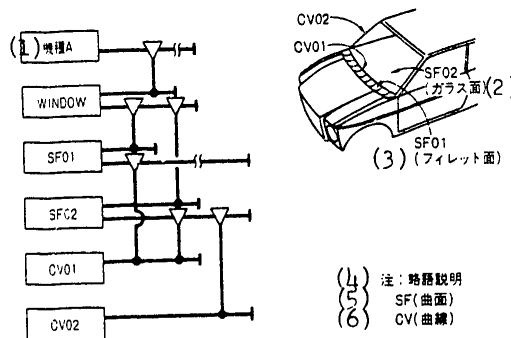 (1) 機種A
WINDOW
SF01
SF02
CV01
CV02
CV02
CV01
SF02
(ガラス面) (2)
SF01
(3) (フィレット面)
(4) 注:略語説明
(5) SF(曲面)
(6) CV(曲線)